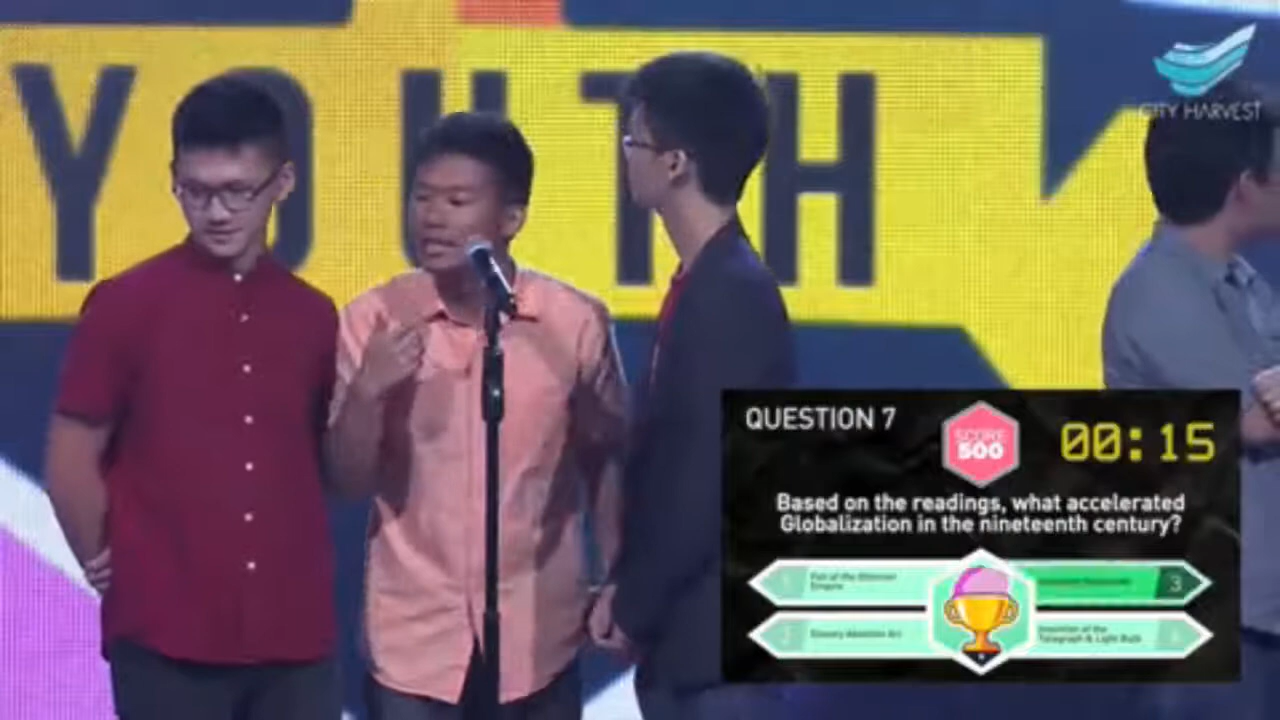 YOUTH
CITY HARVEST
QUESTION 7
SCORE
500
00:15
Based on the readings, what accelerated
Globalization in the nineteenth century?
Fall of the Ottoman
Empire
3
Slavery Abolition Act
Invention of the
Telegraph & Light Bulb